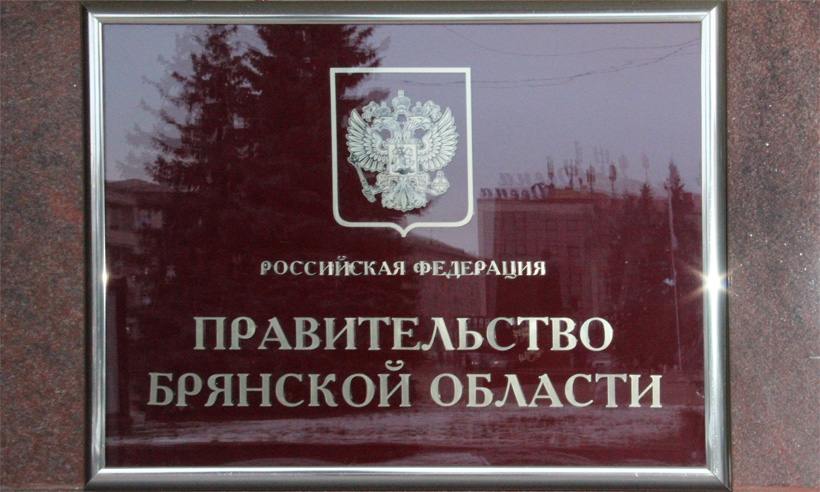 РОССИЙСКАЯ ФЕДЕРАЦИЯ
ПРАВИТЕЛЬСТВО
БРЯНСКОЙ ОБЛАСТИ